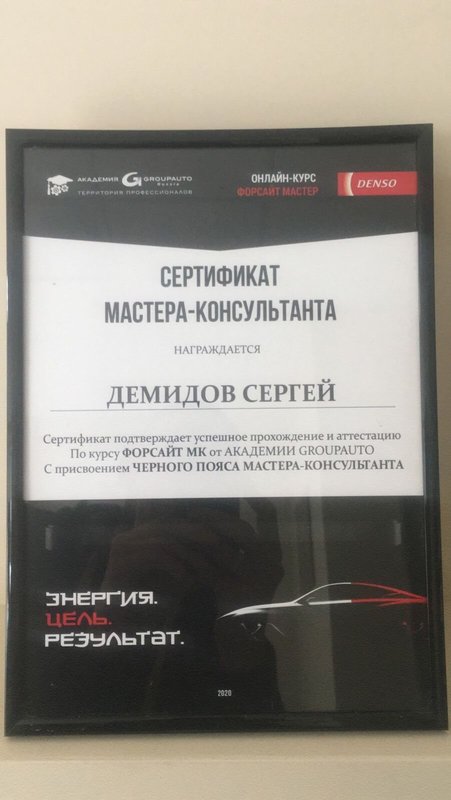 АКАДЕМИЯ GROUPAUTO
Russia
ТЕРРИТОРИЯ ПРОФЕССИОНАЛОВ
ОНЛАЙН-КУРС
ФОРСАЙТ МАСТЕР
DENSO
СЕРТИФИКАТ
МАСТЕРА-КОНСУЛЬТАНТА
НАГРАЖДАЕТСЯ
ДЕМИДОВ СЕРГЕЙ
Сертификат подтверждает успешное прохождение и аттестацию
По курсу ФОРСАЙТ МК от АКАДЕМИИ GROUPAUTO
С присвоением ЧЕРНОГО ПОЯСА МАСТЕРА-КОНСУЛЬТАНТА
ЭНЕРГИЯ.
ЦЕЛЬ.
РЕЗУЛЬТАТ.
2020